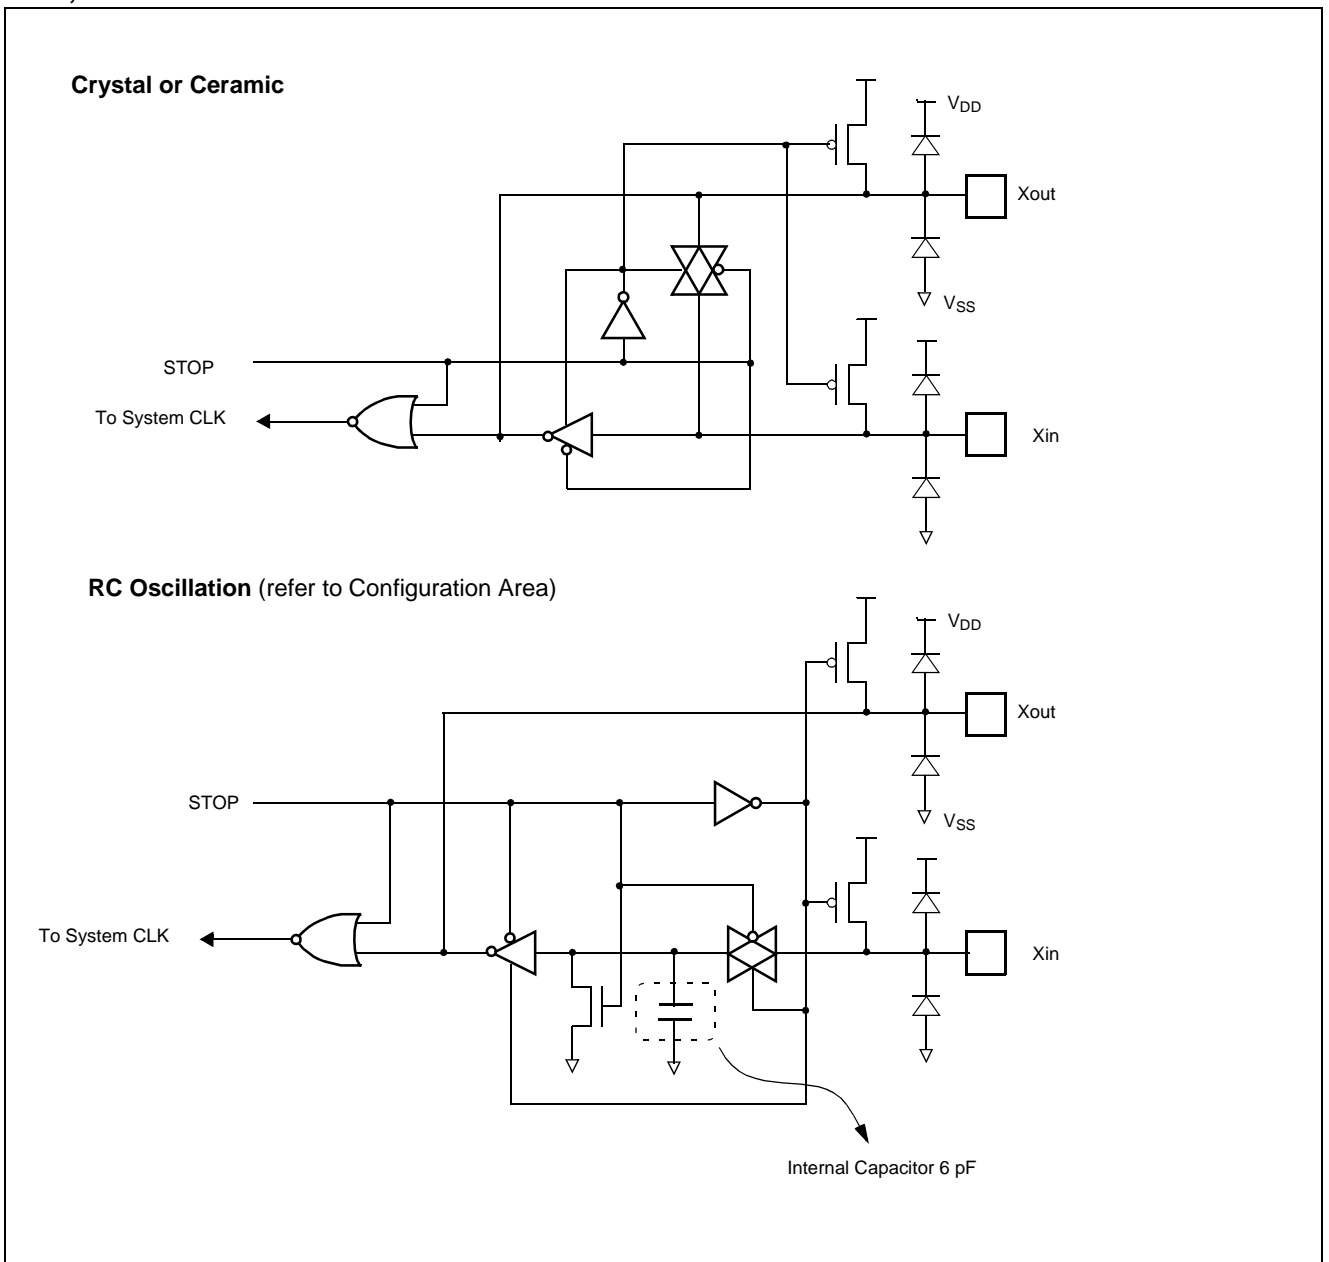 Crystal or Ceramic
VDD
Xout
VSS
STOP
To System CLK
Xin
RC Oscillation (refer to Configuration Area)
VDD
Xout
STOP
VSS
To System CLK
Xin
Internal Capacitor 6 pF